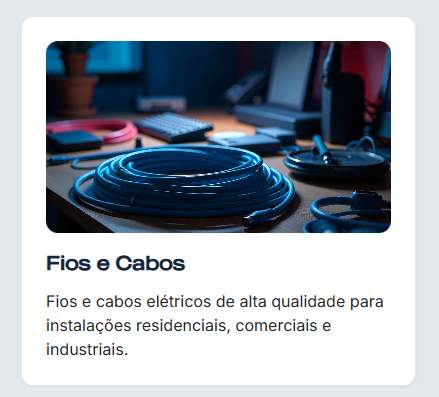 Fios e Cabos
Fios e cabos elétricos de alta qualidade para
instalações residenciais, comerciais e
industriais.